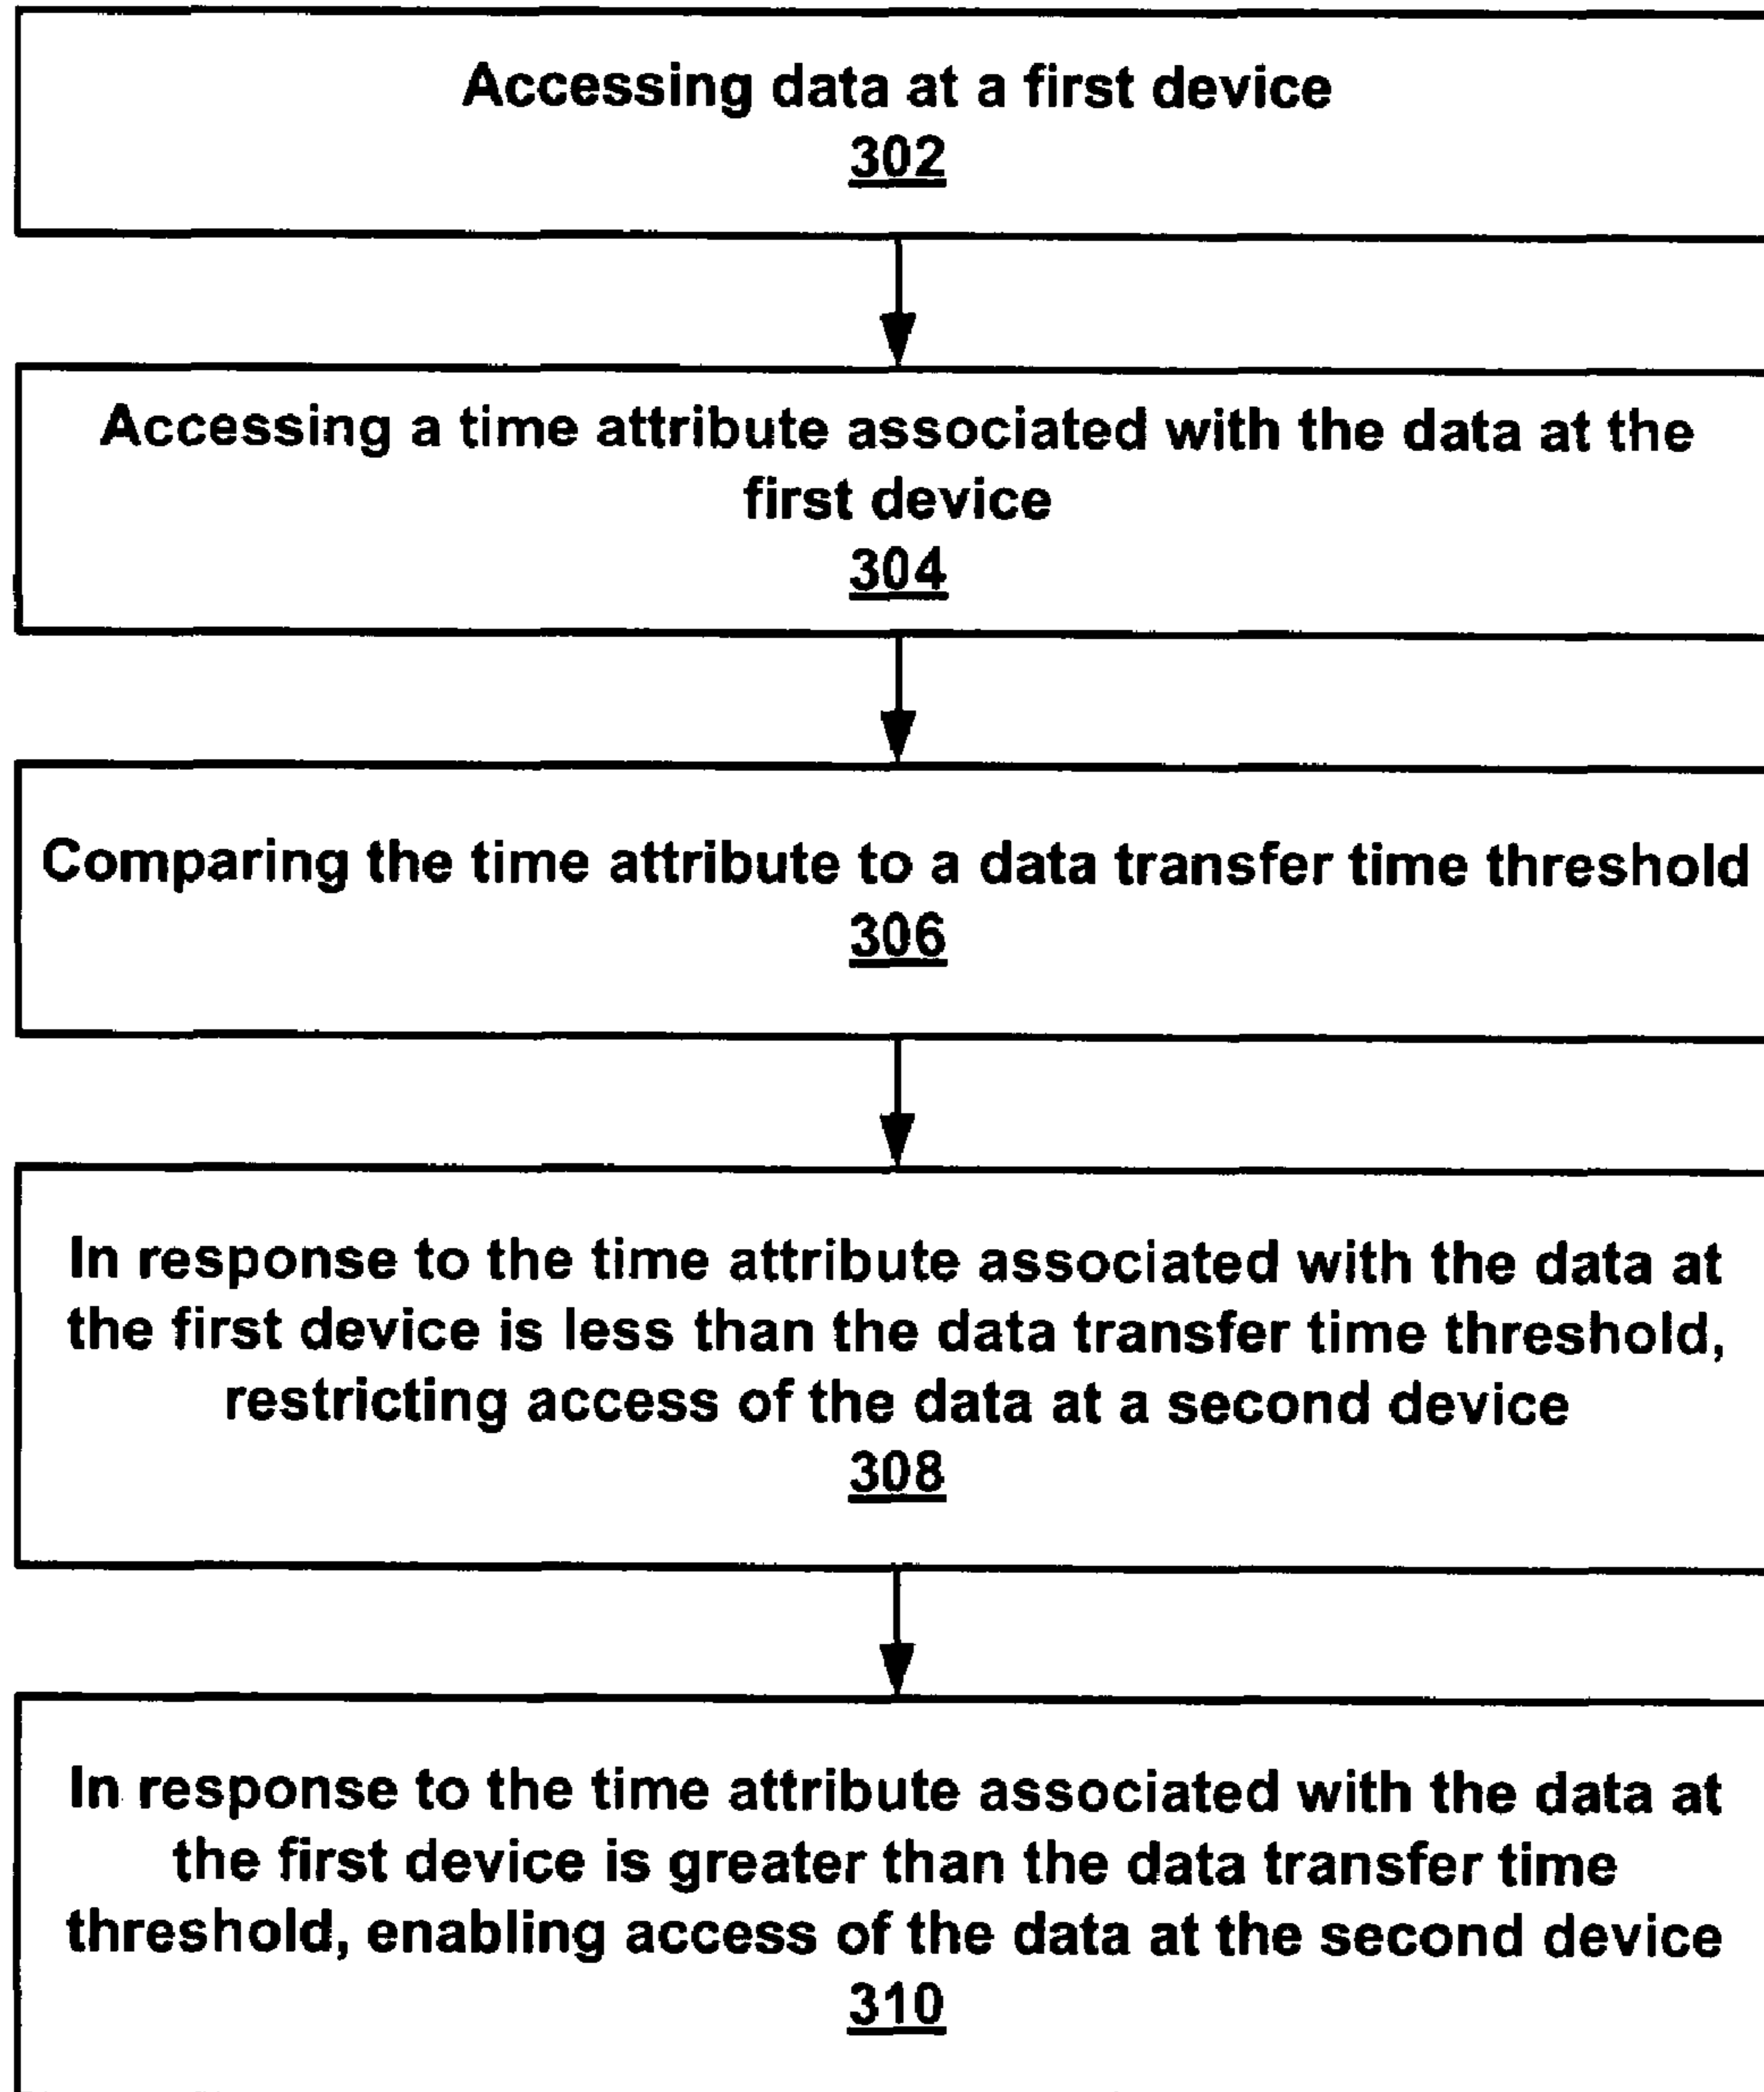 Accessing data at a first device
302
Accessing a time attribute associated with the data at the
first device
304
Comparing the time attribute to a data transfer time threshold
306
In response to the time attribute associated with the data at
the first device is less than the data transfer time threshold,
restricting access of the data at a second device
308
In response to the time attribute associated with the data at
the first device is greater than the data transfer time
threshold, enabling access of the data at the second device
310